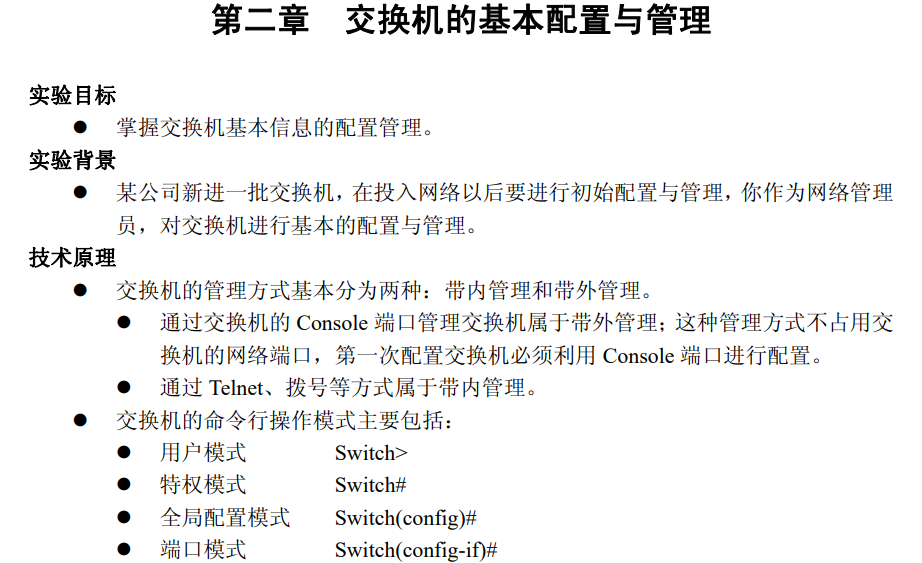 第二章 交换机的基本配置与管理
实验目标
● 掌握交换机基本信息的配置管理。
实验背景
● 某公司新进一批交换机，在投入网络以后要进行初始配置与管理，你作为网络管理
员，对交换机进行基本的配置与管理。
技术原理
● 交换机的管理方式基本分为两种：带内管理和带外管理。
● 通过交换机的 Console 端口管理交换机属于带外管理；这种管理方式不占用交
换机的网络端口，第一次配置交换机必须利用 Console 端口进行配置。
● 通过 Telnet、拨号等方式属于带内管理。
● 交换机的命令行操作模式主要包括：
● 用户模式 Switch>
● 特权模式 Switch#
● 全局配置模式 Switch(config)#
● 端口模式 Switch(config-if)#